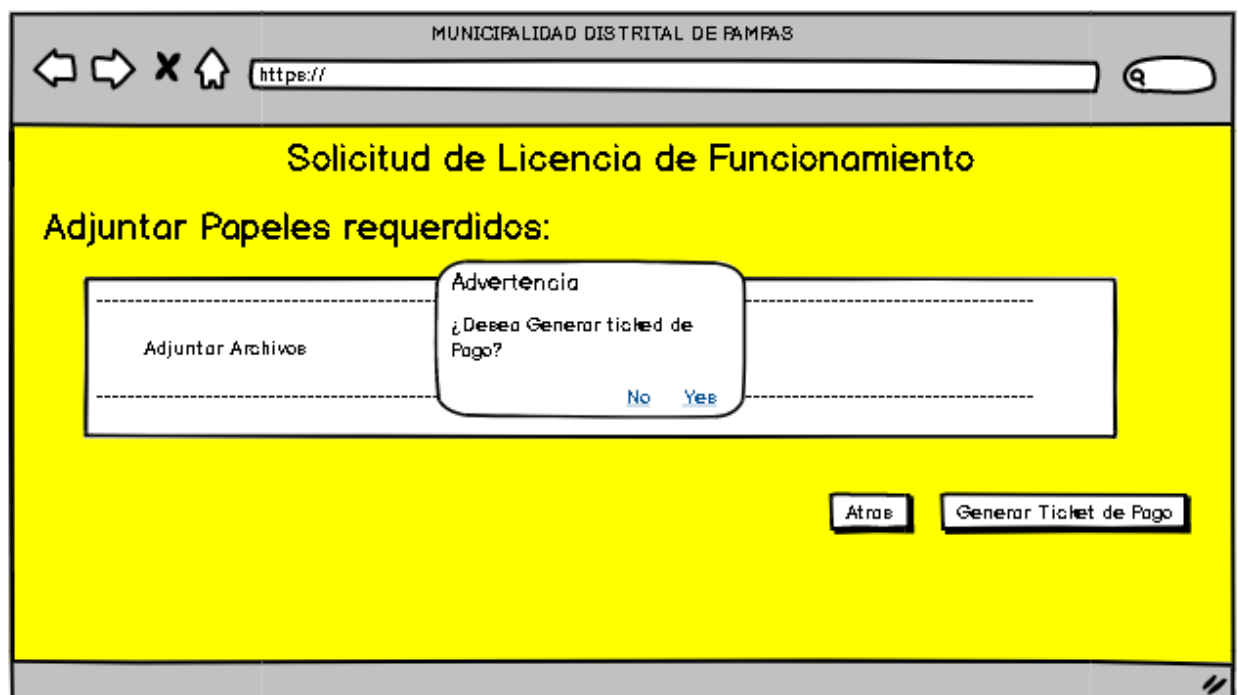 MUNICIPALIDAD DISTRITAL DE PAMPAS
https://
Solicitud de Licencia de Funcionamiento
Adjuntar Papeles requerdidos:
Advertencia
¿Desea Generar ticked de
Pago?
No Yes
Adjuntar Archivos
Atras Generar Ticket de Pago